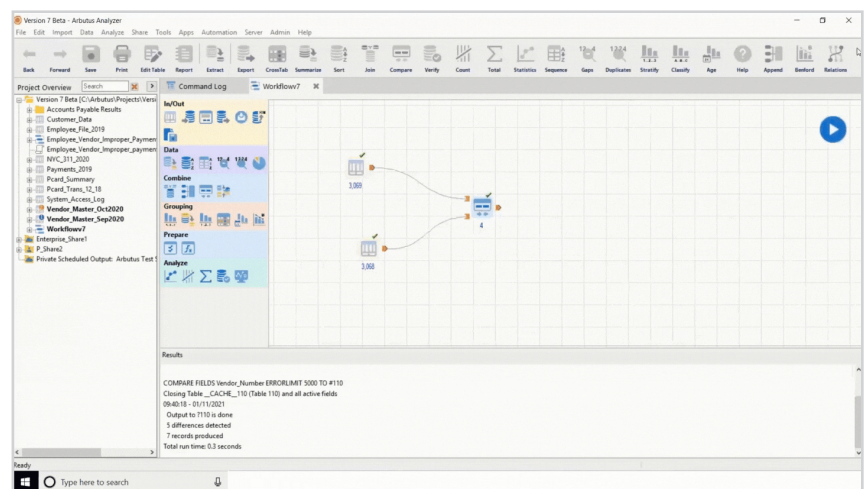 Version 7 Beta - Arbutus Analyzer
File Edit Import Data Analyze Share Tools Apps Automation Server Admin Help
Back Forward Save Print Edit Table Report Extract Export CrossTab Summarize Sort Join Compare Verify Count Total Statistics Sequence Gaps Duplicates Stratify Classify Age Help Append Benford Relations
Project Overview Search
Command Log Workflowv7
Version 7 Beta [C:\Arbutus\Projects\Versi
Accounts Payable Results
Customer_Data
Employee_File_2019
Employee_Vendor_Improper_Paymen
Employee_Vendor_Improper_paymen
NYC_311_2020
Payments_2019
Pcard_Summary
Pcard_Trans_12_18
System_Access_Log
Vendor_Master_Oct2020
Vendor_Master_Sep2020
Workflowv7
Enterprise_Share1
P_Share2
Private Scheduled Output: Arbutus Test S
In/Out
Data
Combine
Grouping
Prepare
Analyze
3,069
4
3,068
Results
COMPARE FIELDS Vendor_Number ERRORLIMIT 5000 TO #110
Closing Table __CACHE__110 (Table 110) and all active fields
09:40:18 - 01/11/2021
Output to ?110 is done
5 differences detected
7 records produced
Total run time: 0.3 seconds
Ready
Type here to search